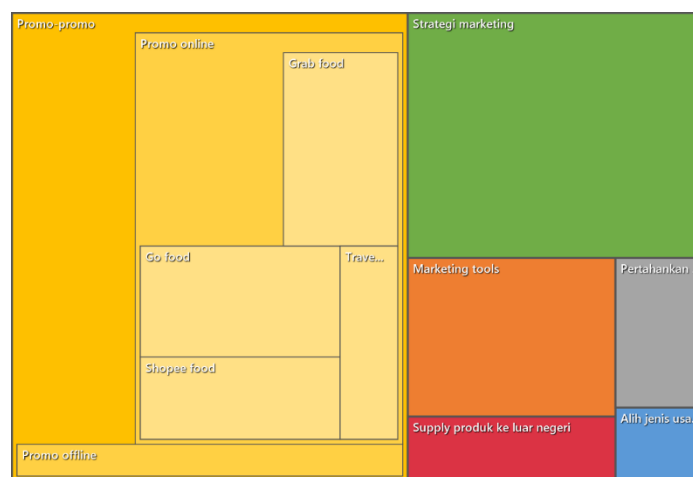 Promo-promo
Promo online
Grab food
Go food
Trave...
Shopee food
Promo offline
Strategi marketing
Marketing tools
Pertahankan
Supply produk ke luar negeri
Alih jenis usa..